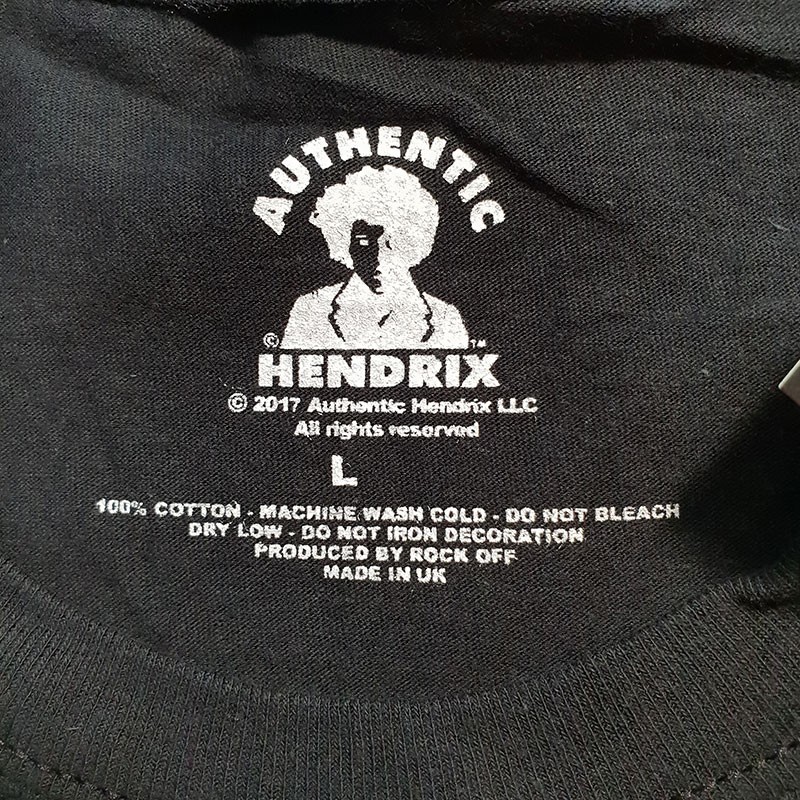 AUTHENTIC
© ™
HENDRIX
© 2017 Authentic Hendrix LLC
All rights reserved
L
100% COTTON - MACHINE WASH COLD - DO NOT BLEACH
DRY LOW - DO NOT IRON DECORATION
PRODUCED BY ROCK OFF
MADE IN UK